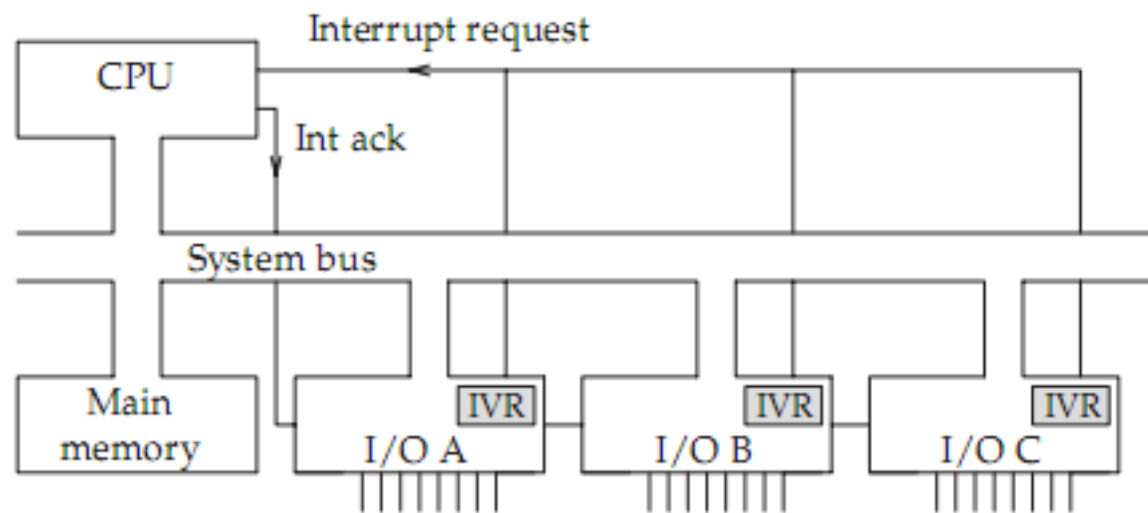 Interrupt request
CPU
Int ack
System bus
Main
memory
IVR
I/O A
IVR
I/O B
IVR
I/O C